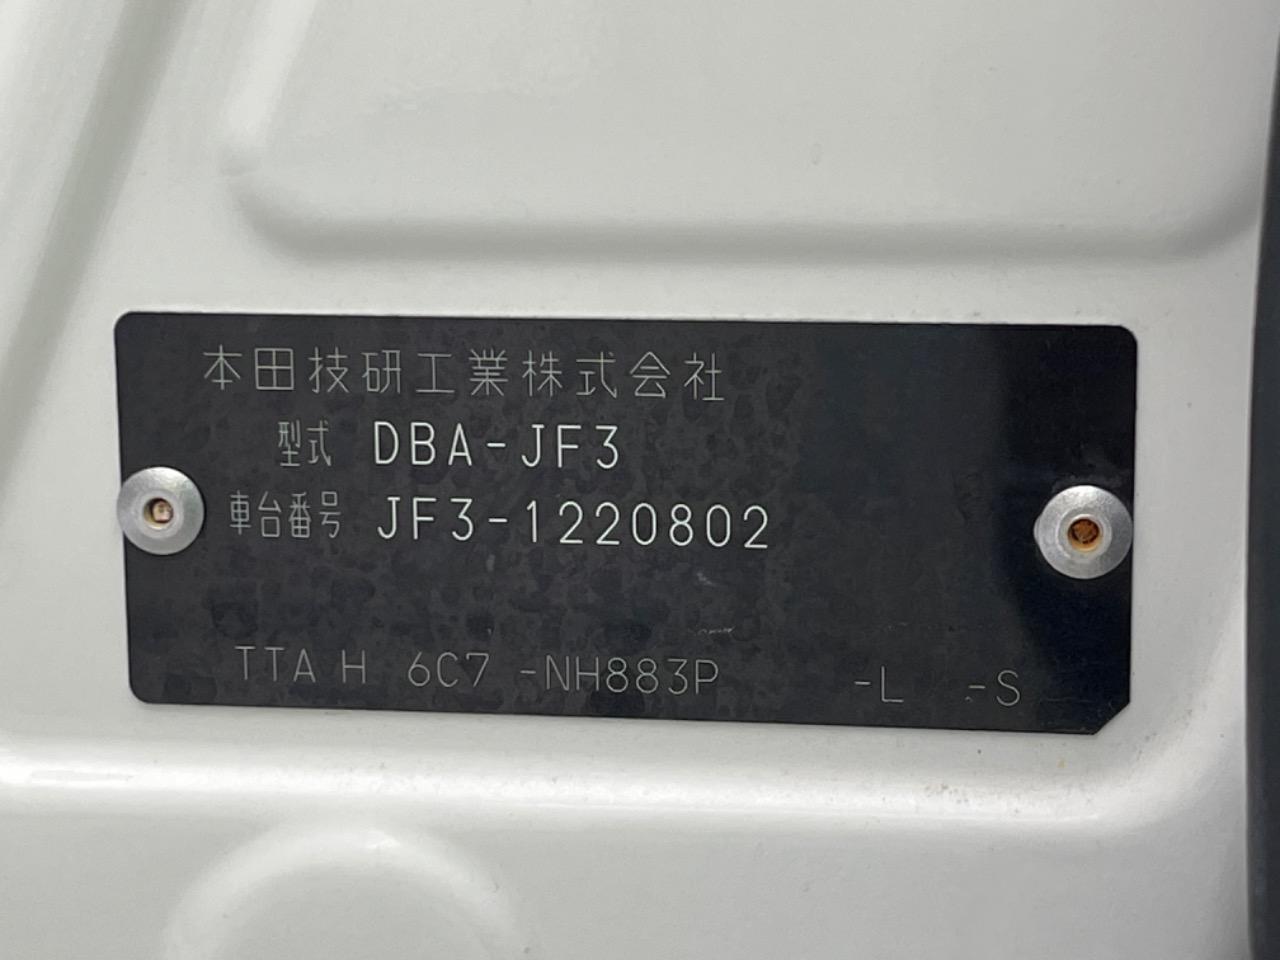 本田技研工業株式会社
型式 DBA-JF3
車台番号 JF3-1220802
TTA H 6C7 -NH883P -L -S